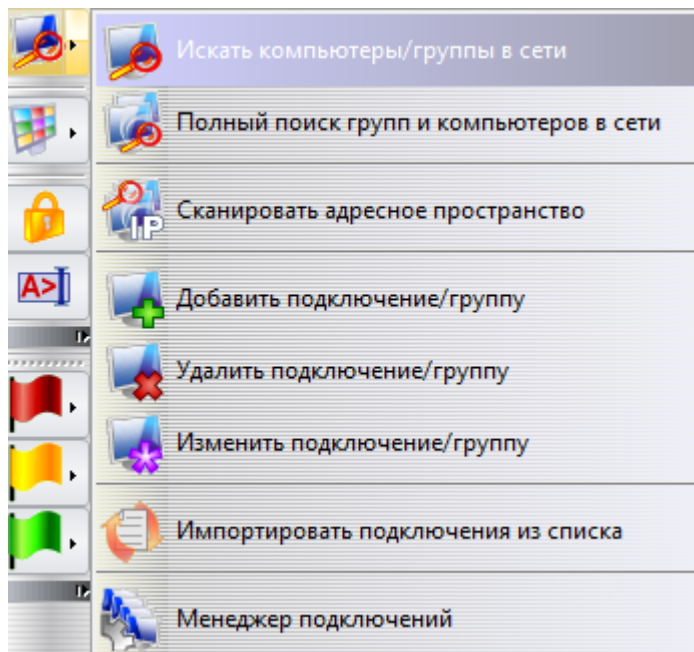 Искать компьютеры/группы в сети
Полный поиск групп и компьютеров в сети
IP
Сканировать адресное пространство
A>
Добавить подключение/группу
Удалить подключение/группу
Изменить подключение/группу
Импортировать подключения из списка
Менеджер подключений